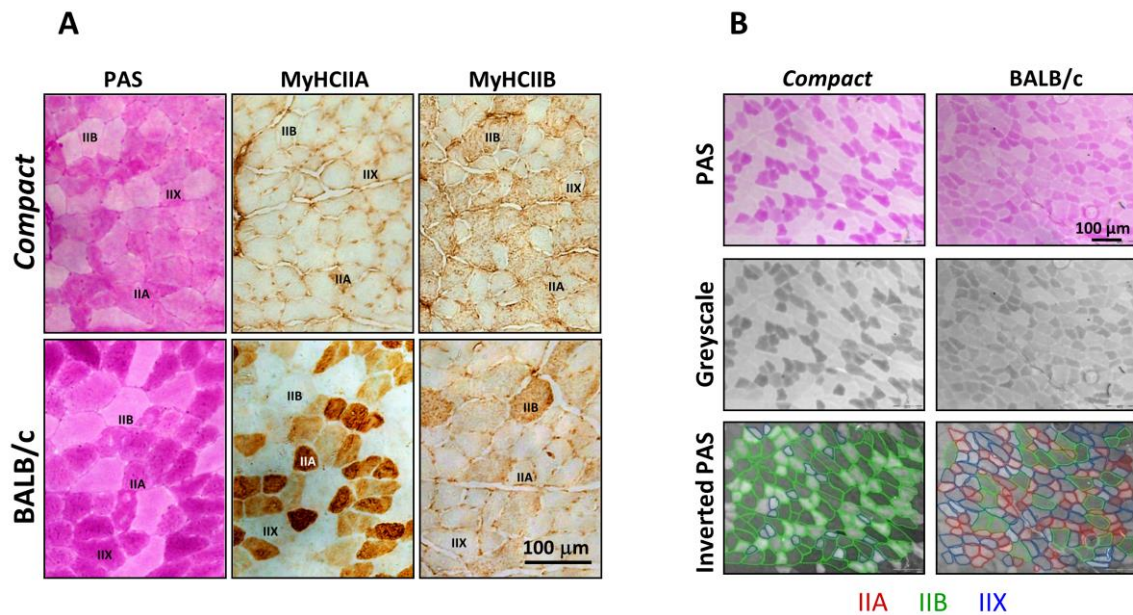 A
PAS MyHCIIA MyHCIIB
Compact
IIB IIB IIB
IIX IIX IIX
IIA IIA IIA
BALB/c
IIB IIB IIB
IIA IIA IIA
IIX IIX IIX
100 μm
B
Compact BALB/c
PAS
100 μm
Greyscale
Inverted PAS
IIA IIB IIX